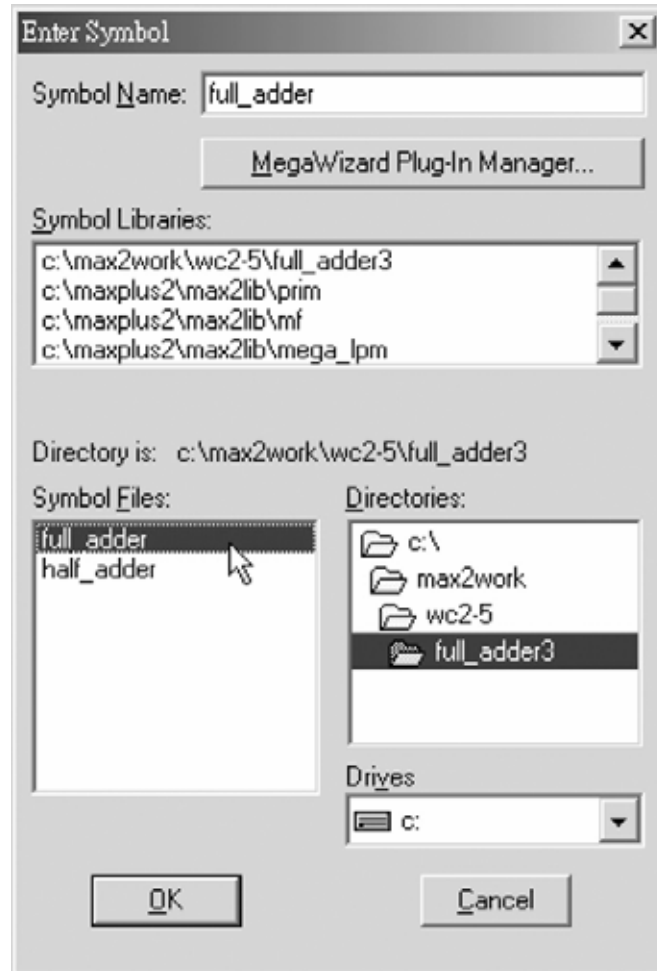 Enter Symbol
Symbol Name: full_adder
MegaWizard Plug-In Manager...
Symbol Libraries:
c:\max2work\wc2-5\full_adder3
c:\maxplus2\max2lib\prim
c:\maxplus2\max2lib\mf
c:\maxplus2\max2lib\mega_lpm
Directory is: c:\max2work\wc2-5\full_adder3
Symbol Files:
full_adder
half_adder
Directories:
c:\
max2work
wc2-5
full_adder3
Drives
c:
OK
Cancel